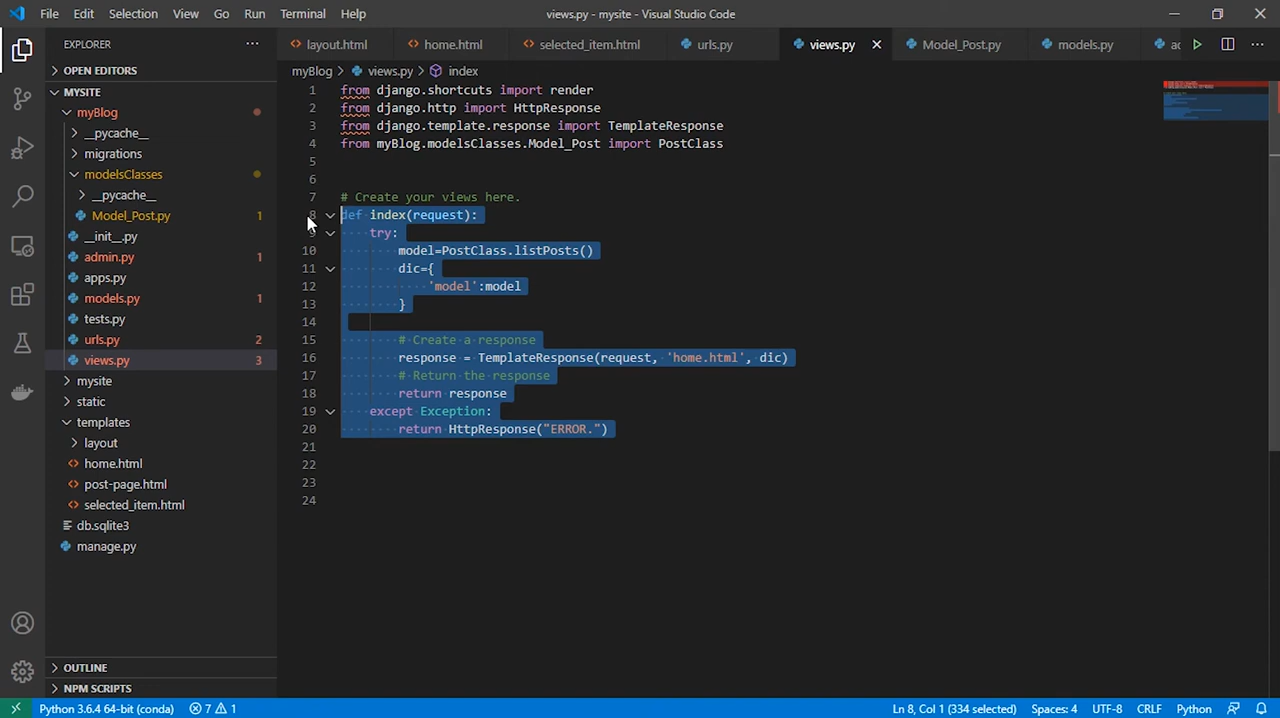 File Edit Selection View Go Run Terminal Help views.py - mysite - Visual Studio Code
EXPLORER
layout.html home.html selected_item.html urls.py views.py Model_Post.py models.py
OPEN EDITORS
MYSITE
myBlog
__pycache__
migrations
modelsClasses
__pycache__
Model_Post.py 1
__init__.py
admin.py 1
apps.py
models.py 1
tests.py
urls.py 2
views.py 3
mysite
static
templates
layout
home.html
post-page.html
selected_item.html
db.sqlite3
manage.py
OUTLINE
NPM SCRIPTS
myBlog > views.py > index
1 from django.shortcuts import render
2 from django.http import HttpResponse
3 from django.template.response import TemplateResponse
4 from myBlog.modelsClasses.Model_Post import PostClass
5
6
7 # Create your views here.
8 def index(request):
9 try:
10 model=PostClass.listPosts()
11 dic={
12 'model':model
13 }
14
15 # Create a response
16 response = TemplateResponse(request, 'home.html', dic)
17 # Return the response
18 return response
19 except Exception:
20 return HttpResponse("ERROR.")
21
22
23
24
Python 3.6.4 64-bit (conda) 7 1 Ln 8, Col 1 (334 selected) Spaces: 4 UTF-8 CRLF Python